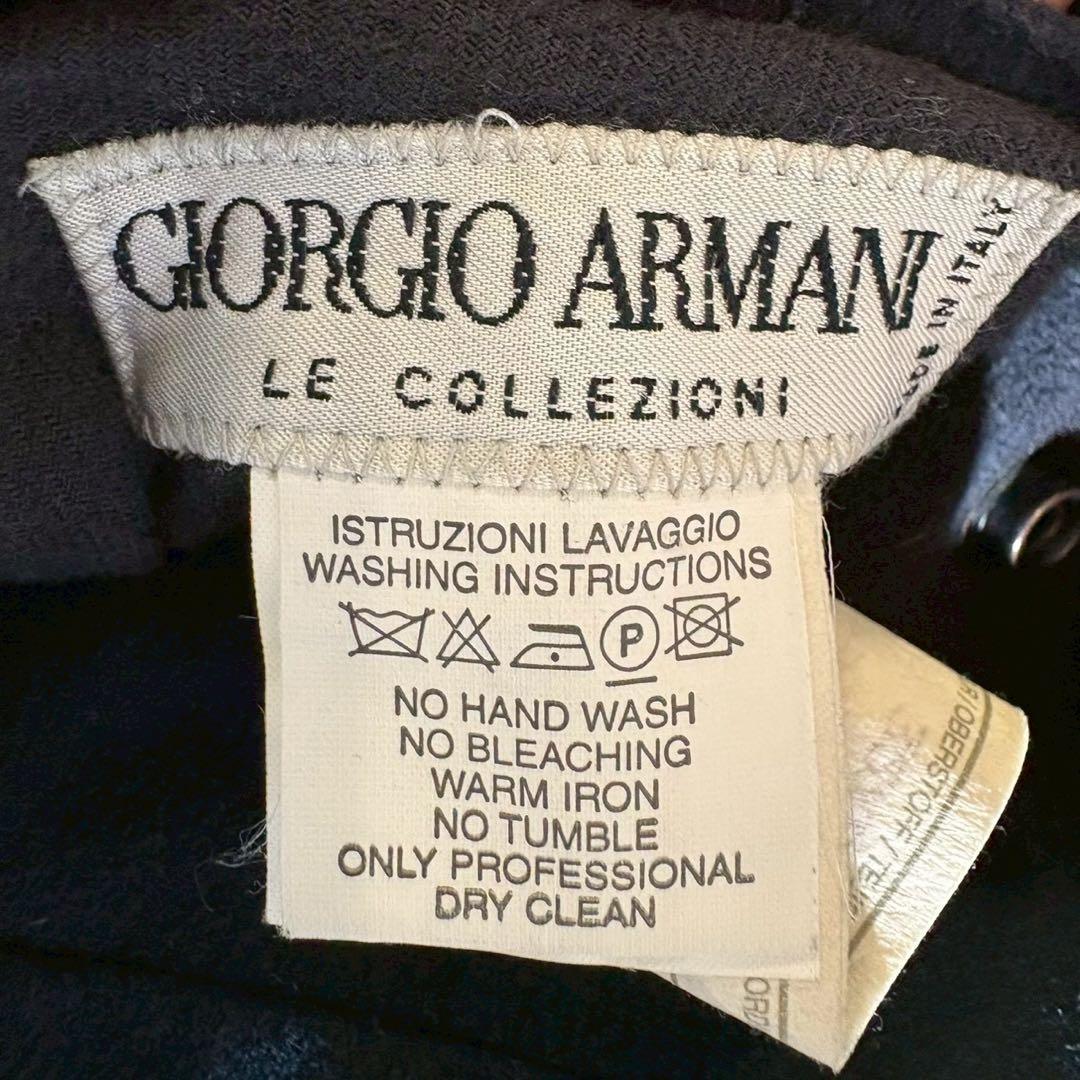 GIORGIO ARMANI
MADE IN ITALY
LE COLLEZIONI
ISTRUZIONI LAVAGGIO
WASHING INSTRUCTIONS
P
NO HAND WASH
NO BLEACHING
WARM IRON
NO TUMBLE
ONLY PROFESSIONAL
DRY CLEAN
OBERSTOFF